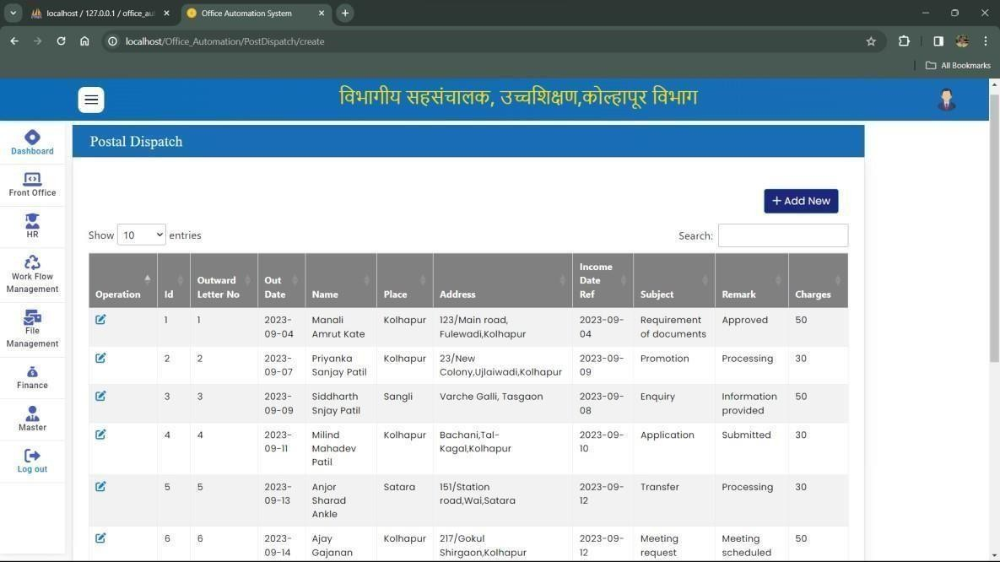 localhost / 127.0.0.1 / office_au
Office Automation System
localhost/Office_Automation/PostDispatch/create
All Bookmarks
विभागीय सहसंचालक, उच्चशिक्षण,कोल्हापूर विभाग
Dashboard
Front Office
HR
Work Flow
Management
File
Management
Finance
Master
Log out
Postal Dispatch
+ Add New
Show 10 entries
Search:
Operation Id Outward Letter No Out Date Name Place Address Income Date Ref Subject Remark Charges
1 1 2023-09-04 Manali Amrut Kate Kolhapur 123/Main road, Fulewadi,Kolhapur 2023-09-04 Requirement of documents Approved 50
2 2 2023-09-07 Priyanka Sanjay Patil Kolhapur 23/New Colony,Ujlaiwadi,Kolhapur 2023-09-09 Promotion Processing 30
3 3 2023-09-09 Siddharth Snjay Patil Sangli Varche Galli, Tasgaon 2023-09-08 Enquiry Information provided 50
4 4 2023-09-11 Milind Mahadev Patil Kolhapur Bachani,Tal-Kagal,Kolhapur 2023-09-10 Application Submitted 30
5 5 2023-09-13 Anjor Sharad Ankle Satara 151/Station road,Wai,Satara 2023-09-12 Transfer Processing 30
6 6 2023-09-14 Ajay Gajanan Kolhapur 217/Gokul Shirgaon,Kolhapur 2023-09-12 Meeting request Meeting scheduled 50